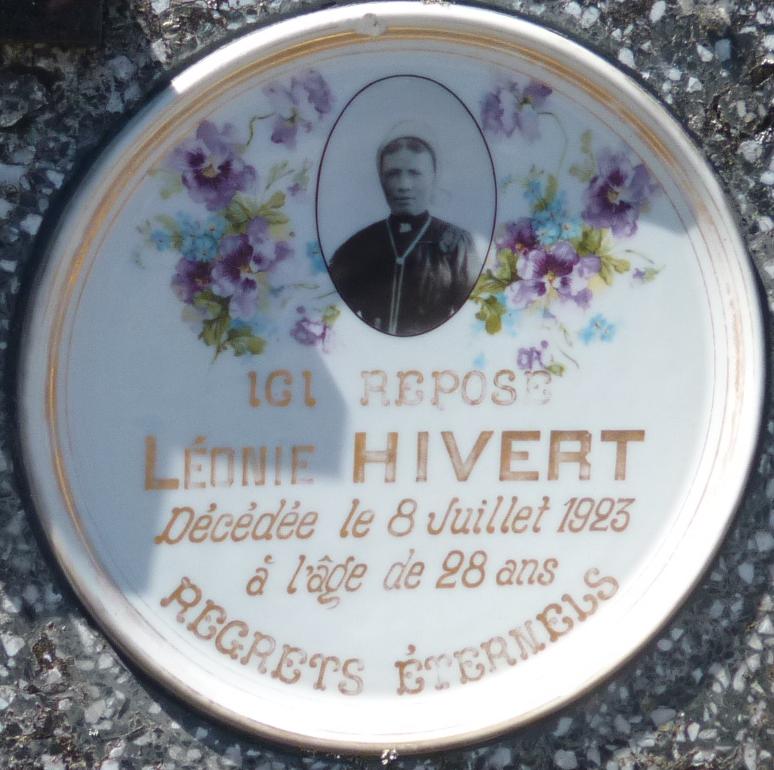 ICI REPOSE
LÉONIE HIVERT
Décédée le 8 Juillet 1923
à l'âge de 28 ans
REGRETS ÉTERNELS